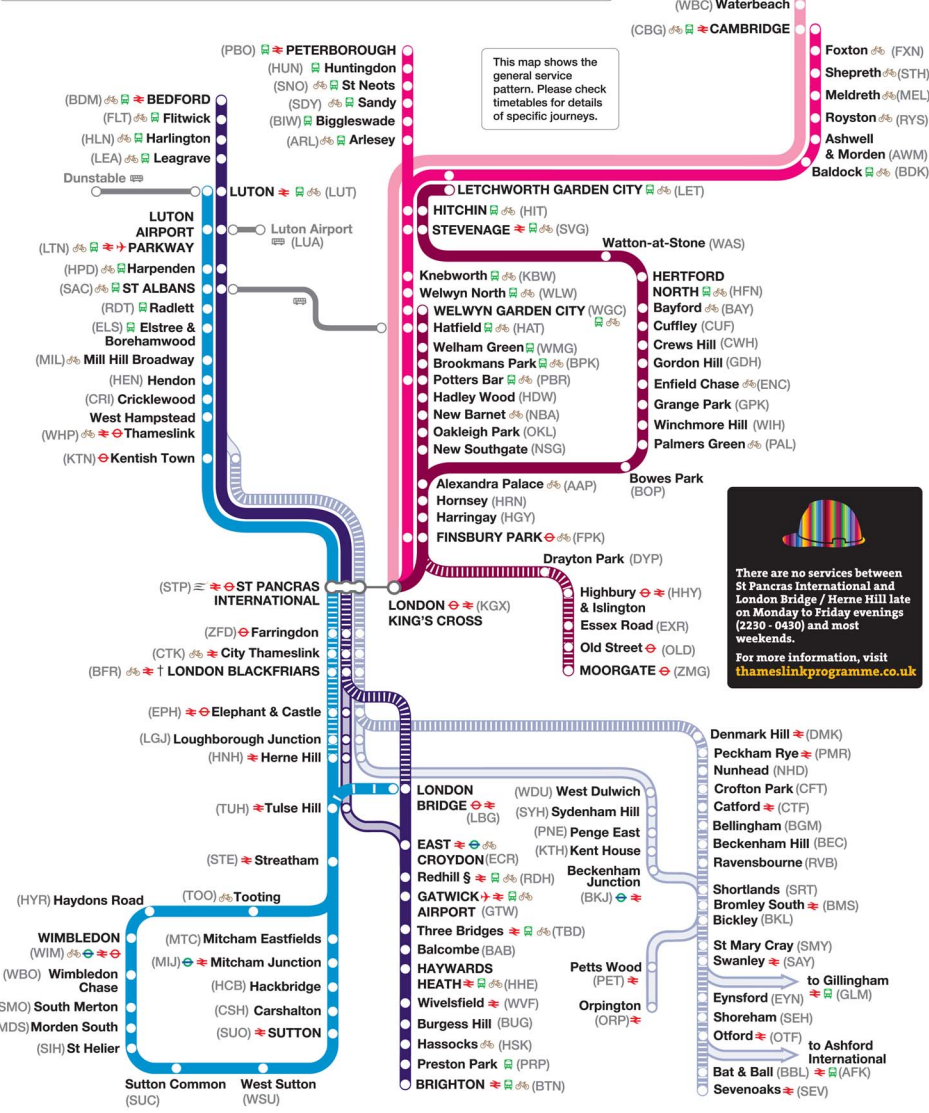 (WBC) Waterbeach
(CBG) CAMBRIDGE
Foxton (FXN)
Shepreth (STH)
Meldreth (MEL)
Royston (RYS)
Ashwell
& Morden (AWM)
Baldock (BDK)
(PBO) PETERBOROUGH
(HUN) Huntingdon
(SNO) St Neots
(SDY) Sandy
(BIW) Biggleswade
(ARL) Arlesey
This map shows the
general service
pattern. Please check
timetables for details
of specific journeys.
(BDM) BEDFORD
(FLT) Flitwick
(HLN) Harlington
(LEA) Leagrave
Dunstable
LUTON (LUT)
LUTON
AIRPORT
(LTN) PARKWAY
Luton Airport
(LUA)
(HPD) Harpenden
(SAC) ST ALBANS
(RDT) Radlett
(ELS) Elstree &
Borehamwood
(MIL) Mill Hill Broadway
(HEN) Hendon
(CRI) Cricklewood
West Hampstead
(WHP) Thameslink
(KTN) Kentish Town
LETCHWORTH GARDEN CITY (LET)
HITCHIN (HIT)
STEVENAGE (SVG)
Watton-at-Stone (WAS)
Knebworth (KBW)
Welwyn North (WLW)
WELWYN GARDEN CITY (WGC)
Hatfield (HAT)
Welham Green (WMG)
Brookmans Park (BPK)
Potters Bar (PBR)
Hadley Wood (HDW)
New Barnet (NBA)
Oakleigh Park (OKL)
New Southgate (NSG)
HERTFORD
NORTH (HFN)
Bayford (BAY)
Cuffley (CUF)
Crews Hill (CWH)
Gordon Hill (GDH)
Enfield Chase (ENC)
Grange Park (GPK)
Winchmore Hill (WIH)
Palmers Green (PAL)
Bowes Park
(BOP)
Alexandra Palace (AAP)
Hornsey (HRN)
Harringay (HGY)
FINSBURY PARK (FPK)
Drayton Park (DYP)
Highbury (HHY)
& Islington
Essex Road (EXR)
Old Street (OLD)
MOORGATE (ZMG)
There are no services between
St Pancras International and
London Bridge / Herne Hill late
on Monday to Friday evenings
(2230 - 0430) and most
weekends.
For more information, visit
thameslinkprogramme.co.uk
(STP) ST PANCRAS
INTERNATIONAL
LONDON (KGX)
KING'S CROSS
(ZFD) Farringdon
(CTK) City Thameslink
(BFR) † LONDON BLACKFRIARS
(EPH) Elephant & Castle
(LGJ) Loughborough Junction
(HNH) Herne Hill
(TUH) Tulse Hill
(STE) Streatham
(HYR) Haydons Road
(TOO) Tooting
WIMBLEDON
(WIM)
(WBO) Wimbledon
Chase
SMO) South Merton
MDS) Morden South
(SIH) St Helier
Sutton Common
(SUC)
West Sutton
(WSU)
(MTC) Mitcham Eastfields
(MIJ) Mitcham Junction
(HCB) Hackbridge
(CSH) Carshalton
(SUO) SUTTON
LONDON
BRIDGE
(LBG)
EAST
CROYDON (ECR)
Redhill § (RDH)
GATWICK
AIRPORT (GTW)
Three Bridges (TBD)
Balcombe (BAB)
HAYWARDS
HEATH (HHE)
Wivelsfield (WVF)
Burgess Hill (BUG)
Hassocks (HSK)
Preston Park (PRP)
BRIGHTON (BTN)
(WDU) West Dulwich
(SYH) Sydenham Hill
(PNE) Penge East
(KTH) Kent House
Beckenham
Junction
(BKJ)
Petts Wood
(PET)
Orpington
(ORP)
Denmark Hill (DMK)
Peckham Rye (PMR)
Nunhead (NHD)
Crofton Park (CFT)
Catford (CTF)
Bellingham (BGM)
Beckenham Hill (BEC)
Ravensbourne (RVB)
Shortlands (SRT)
Bromley South (BMS)
Bickley (BKL)
St Mary Cray (SMY)
Swanley (SAY)
to Gillingham
(GLM)
Eynsford (EYN)
Shoreham (SEH)
Otford (OTF)
to Ashford
International
(AFK)
Bat & Ball (BBL)
Sevenoaks (SEV)